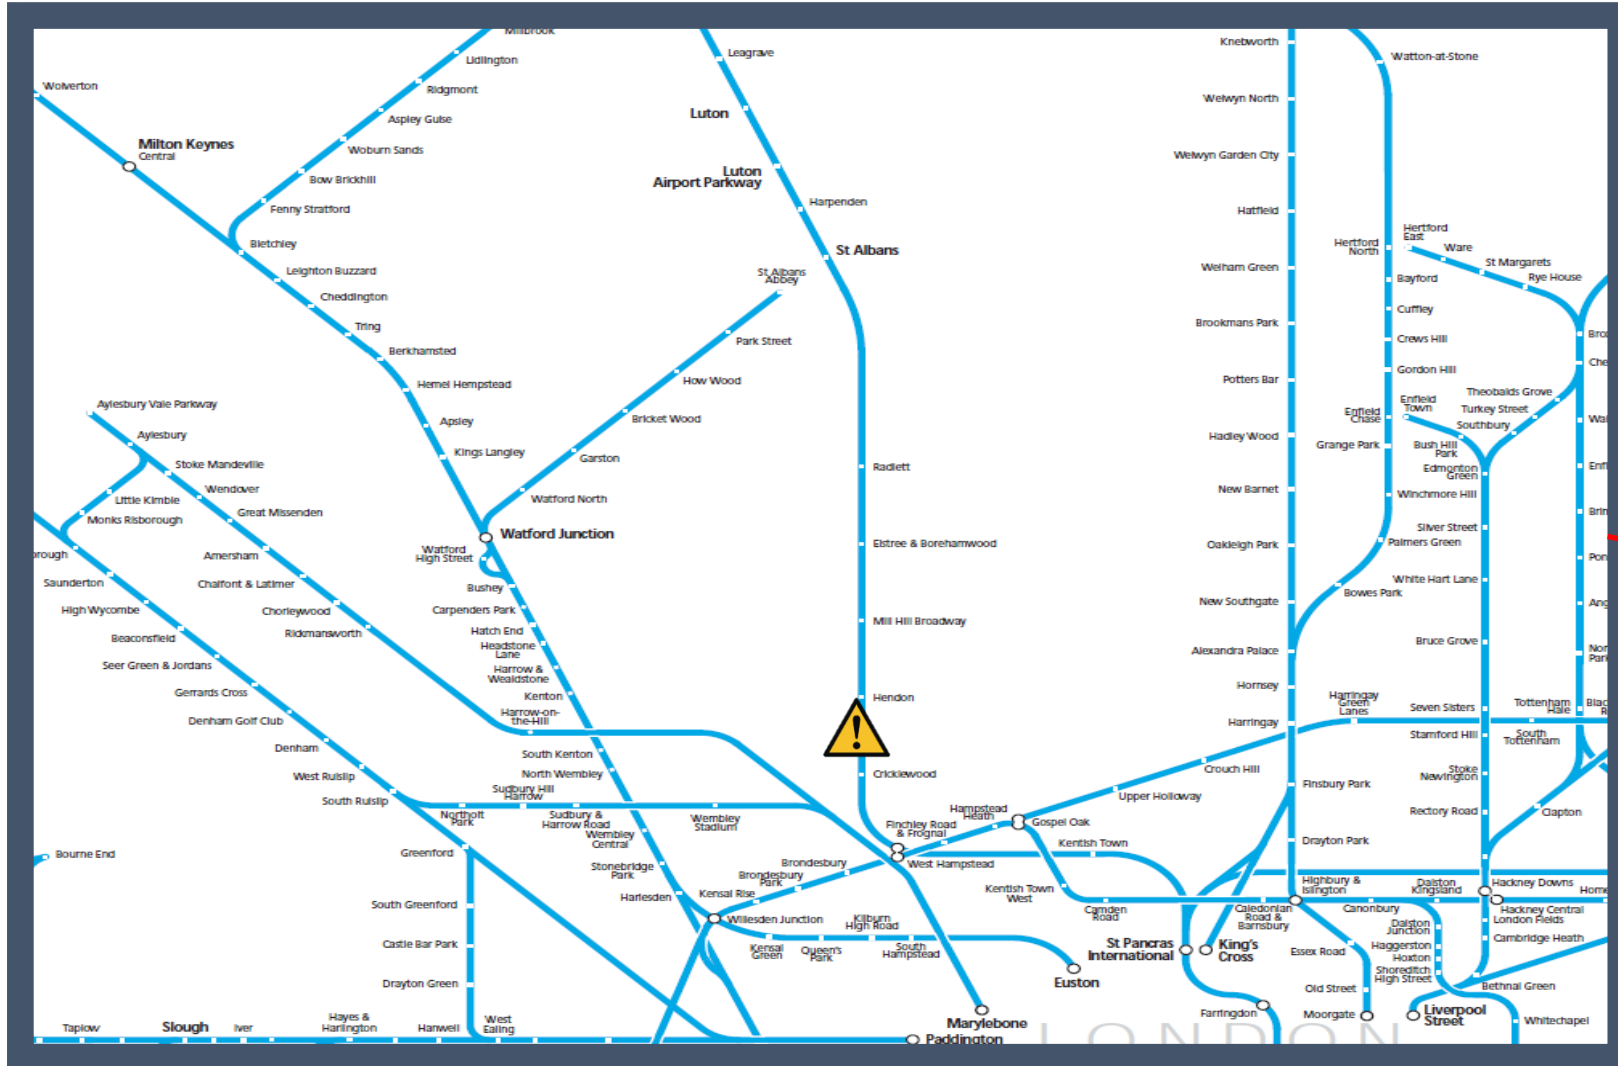 Wolverton
Milton Keynes
Central
Millbrook
Lidlington
Ridgmont
Aspley Guise
Woburn Sands
Bow Brickhill
Fenny Stratford
Bletchley
Leighton Buzzard
Cheddington
Tring
Berkhamsted
Hemel Hempstead
Apsley
Kings Langley
Watford Junction
Watford
High Street
Bushey
Carpenders Park
Hatch End
Headstone
Lane
Harrow &
Wealdstone
Kenton
Harrow-on-
the-Hill
South Kenton
North Wembley
Sudbury Hill
Harrow
Northolt
Park
Sudbury &
Harrow Road
Wembley
Central
Wembley
Stadium
Stonebridge
Park
Harlesden
St Albans
Abbey
Park Street
How Wood
Bricket Wood
Garston
Watford North
Aylesbury Vale Parkway
Aylesbury
Stoke Mandeville
Little Kimble
Wendover
Monks Risborough
Great Missenden
orough
Amersham
Saunderton
Chalfont & Latimer
High Wycombe
Chorleywood
Beaconsfield
Rickmansworth
Seer Green & Jordans
Gerrards Cross
Denham Golf Club
Denham
West Ruislip
South Ruislip
Greenford
South Greenford
Castle Bar Park
Drayton Green
Bourne End
Taplow
Slough
Iver
Hayes &
Harlington
Hanwell
West
Ealing
Leagrave
Luton
Luton
Airport Parkway
Harpenden
St Albans
Radlett
Elstree & Borehamwood
Mill Hill Broadway
Hendon
Cricklewood
Hampstead
Heath
Finchley Road
& Frognal
Gospel Oak
West Hampstead
Kentish Town
Brondesbury
Brondesbury
Park
Kensal Rise
Willesden Junction
Kensal
Green
Queen's
Park
Kilburn
High Road
South
Hampstead
Kentish Town
West
Camden
Road
Euston
Marylebone
Paddington
LONDON
St Pancras
International
King's
Cross
Farringdon
Upper Holloway
Crouch Hill
Knebworth
Welwyn North
Welwyn Garden City
Hatfield
Welham Green
Brookmans Park
Potters Bar
Hadley Wood
New Barnet
Oakleigh Park
New Southgate
Alexandra Palace
Hornsey
Harringay
Finsbury Park
Drayton Park
Highbury &
Islington
Caledonian
Road &
Barnsbury
Essex Road
Old Street
Moorgate
Watton-at-Stone
Hertford
North
Bayford
Cuffley
Crews Hill
Gordon Hill
Enfield
Chase
Grange Park
Winchmore Hill
Palmers Green
Bowes Park
Harringay
Green
Lanes
Hertford
East
Ware
St Margarets
Rye House
Theobalds Grove
Turkey Street
Southbury
Enfield
Town
Bush Hill
Park
Edmonton
Green
Silver Street
White Hart Lane
Bruce Grove
Seven Sisters
Stamford Hill
Stoke
Newington
Rectory Road
Tottenham
Hale
South
Tottenham
Clapton
Hackney Downs
Dalston
Kingsland
Canonbury
Hackney Central
London Fields
Cambridge Heath
Dalston
Junction
Haggerston
Hoxton
Shoreditch
High Street
Bethnal Green
Liverpool
Street
Whitechapel
Bro
Che
Wal
Enfi
Brin
Pon
Ang
Nor
Park
Blac
R
Home